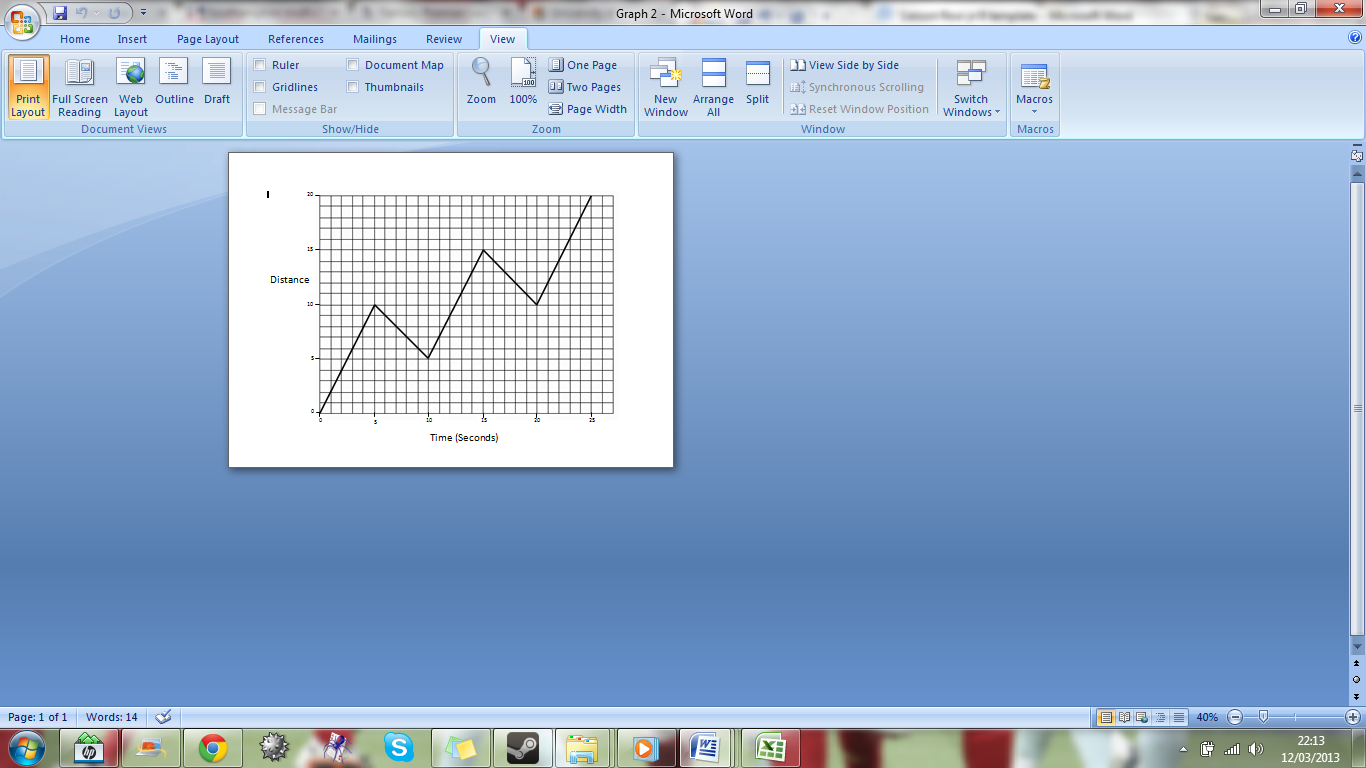 Graph 2 - Microsoft Word
Home Insert Page Layout References Mailings Review View
Ruler Document Map
Gridlines Thumbnails
Message Bar
Print Layout
Full Screen Reading
Web Layout
Outline
Draft
Zoom
100%
100
One Page
Two Pages
Page Width
New Window
Arrange All
Split
View Side by Side
Synchronous Scrolling
Reset Window Position
Switch Windows
Macros
Document Views Show/Hide Zoom Window Macros
20
15
Distance
10
5
0
0 5 10 15 20 25
Time (Seconds)
Page: 1 of 1 Words: 14 40%
hp
22:13
12/03/2013